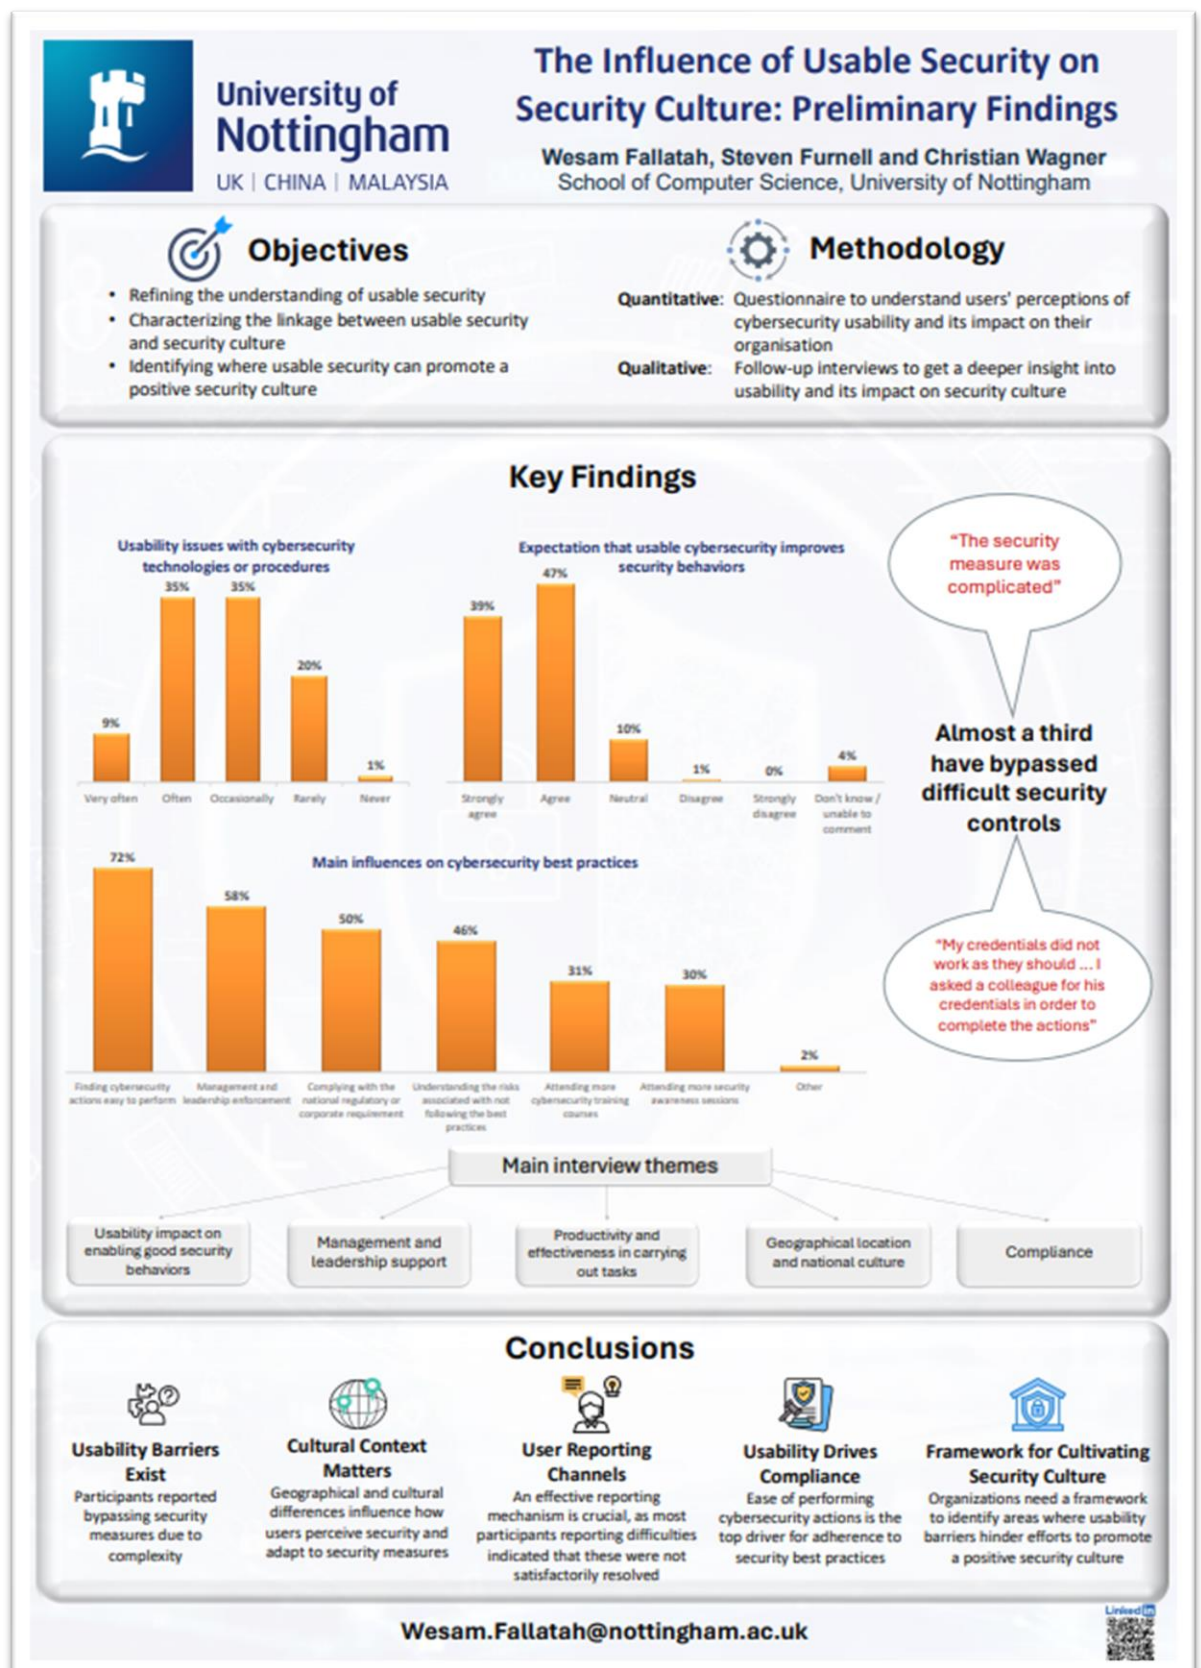 University of
Nottingham
UK | CHINA | MALAYSIA
The Influence of Usable Security on
Security Culture: Preliminary Findings
Wesam Fallatah, Steven Furnell and Christian Wagner
School of Computer Science, University of Nottingham
Objectives
• Refining the understanding of usable security
• Characterizing the linkage between usable security
and security culture
• Identifying where usable security can promote a
positive security culture
Methodology
Quantitative: Questionnaire to understand users' perceptions of
cybersecurity usability and its impact on their
organisation
Qualitative: Follow-up interviews to get a deeper insight into
usability and its impact on security culture
Key Findings
Usability issues with cybersecurity
technologies or procedures
9%
35%
35%
20%
1%
Very often
Often
Occasionally
Rarely
Never
Expectation that usable cybersecurity improves
security behaviors
39%
47%
10%
1%
0%
4%
Strongly
agree
Agree
Neutral
Disagree
Strongly
disagree
Don't know /
unable to
comment
"The security
measure was
complicated"
Almost a third
have bypassed
difficult security
controls
"My credentials did not
work as they should ... I
asked a colleague for his
credentials in order to
complete the actions"
Main influences on cybersecurity best practices
72%
58%
50%
46%
31%
30%
2%
Finding cybersecurity
actions easy to perform
Management and
leadership enforcement
Complying with the
national regulatory or
corporate requirement
Understanding the risks
associated with not
following the best
practices
Attending more
cybersecurity training
courses
Attending more security
awareness sessions
Other
Main interview themes
Usability impact on
enabling good security
behaviors
Management and
leadership support
Productivity and
effectiveness in carrying
out tasks
Geographical location
and national culture
Compliance
Conclusions
Usability Barriers
Exist
Participants reported
bypassing security
measures due to
complexity
Cultural Context
Matters
Geographical and cultural
differences influence how
users perceive security and
adapt to security measures
User Reporting
Channels
An effective reporting
mechanism is crucial, as most
participants reporting difficulties
indicated that these were not
satisfactorily resolved
Usability Drives
Compliance
Ease of performing
cybersecurity actions is the
top driver for adherence to
security best practices
Framework for Cultivating
Security Culture
Organizations need a framework
to identify areas where usability
barriers hinder efforts to promote
a positive security culture
Wesam.Fallatah@nottingham.ac.uk
LinkedIn